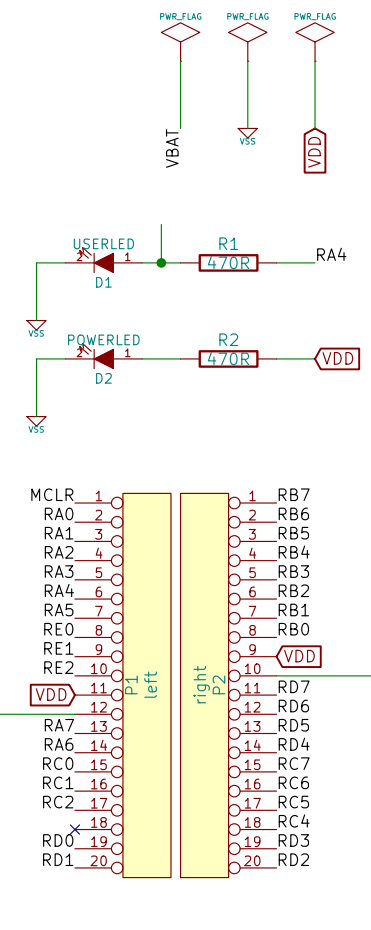 PWR_FLAG PWR_FLAG PWR_FLAG
VBAT VSS VDD
USERLED R1
2 1 470R RA4
D1
VSS
POWERLED R2
2 1 470R VDD
D2
VSS
MCLR 1 1 RB7
RA0 2 2 RB6
RA1 3 3 RB5
RA2 4 4 RB4
RA3 5 5 RB3
RA4 6 6 RB2
RA5 7 7 RB1
RE0 8 8 RB0
RE1 9 9 VDD
RE2 10 10
VDD 11 P1 left right P2 11 RD7
12 12 RD6
RA7 13 13 RD5
RA6 14 14 RD4
RC0 15 15 RC7
RC1 16 16 RC6
RC2 17 17 RC5
18 18 RC4
RD0 19 19 RD3
RD1 20 20 RD2